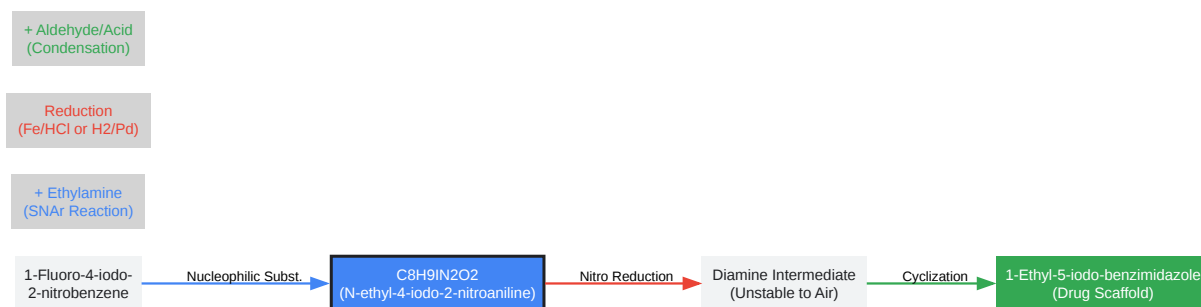 + Aldehyde/Acid
(Condensation)
Reduction
(Fe/HCl or H2/Pd)
+ Ethylamine
(SNAr Reaction)
1-Fluoro-4-iodo-
2-nitrobenzene
Nucleophilic Subst.
C8H9IN2O2
(N-ethyl-4-iodo-2-nitroaniline)
Nitro Reduction
Diamine Intermediate
(Unstable to Air)
Cyclization
1-Ethyl-5-iodo-benzimidazole
(Drug Scaffold)